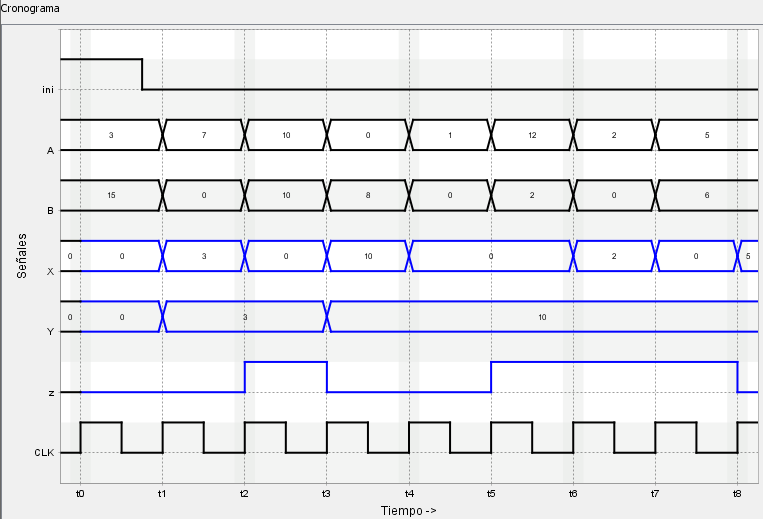 Cronograma
Señales
ini
A 3 7 10 0 1 12 2 5
B 15 0 10 8 0 2 0 6
X 0 0 3 0 10 0 2 0 5
Y 0 0 3 10
z
CLK
t0 t1 t2 t3 t4 t5 t6 t7 t8
Tiempo ->